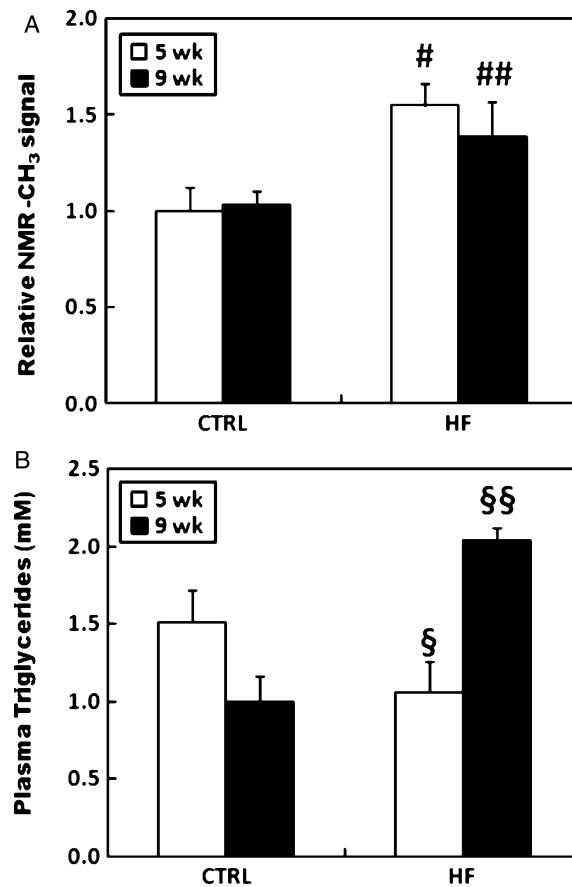 A
Relative NMR-CH₃ signal
2.0
1.5
1.0
0.5
0.0
5 wk
9 wk
#
##
CTRL
HF
B
Plasma Triglycerides (mM)
2.5
2.0
1.5
1.0
0.5
0.0
5 wk
9 wk
§
§§
CTRL
HF